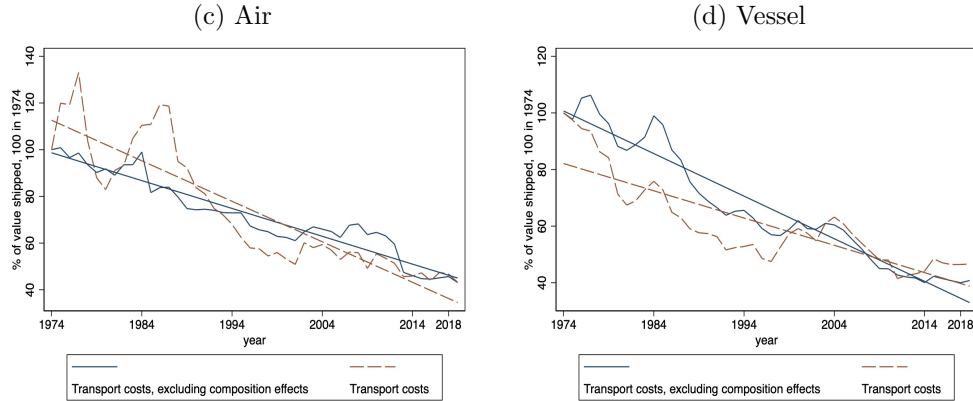 (c) Air
% of value shipped, 100 in 1974
140
120
100
80
60
40
1974
1984
1994
2004
2014
2018
year
Transport costs, excluding composition effects
Transport costs
(d) Vessel
% of value shipped, 100 in 1974
120
100
80
60
40
1974
1984
1994
2004
2014
2018
year
Transport costs, excluding composition effects
Transport costs